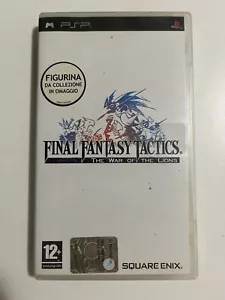 PSP
FIGURINA
DA COLLEZIONE
IN OMAGGIO
FINAL FANTASY TACTICS
THE WAR OF THE LIONS
12+
SQUARE ENIX